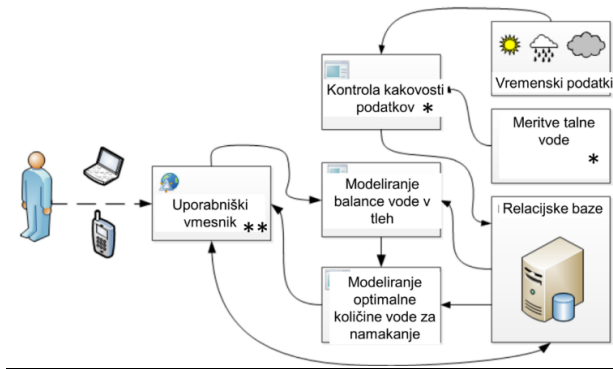 Vremenski podatki
Kontrola kakovosti
podatkov *
Meritve talne
vode
*
Uporabniški
vmesnik **
Modeliranje
balance vode v
tleh
Relacijske baze
Modeliranje
optimalne
količine vode za
namakanje